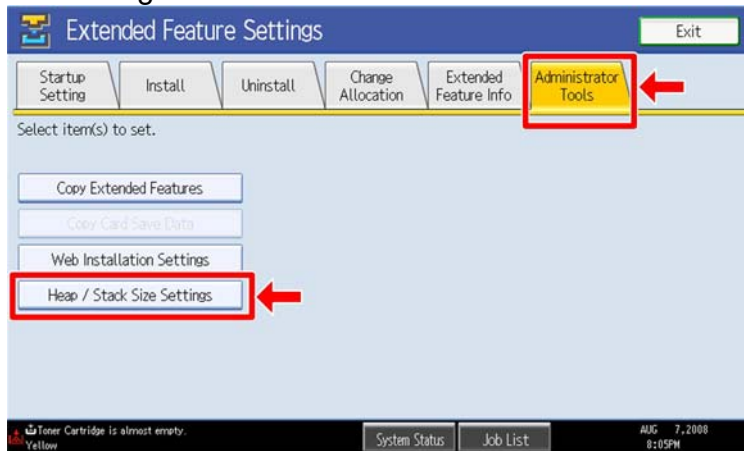 Extended Feature Settings
Exit
Startup
Setting
Install
Uninstall
Change
Allocation
Extended
Feature Info
Administrator
Tools
Select item(s) to set.
Copy Extended Features
Copy Card Save Data
Web Installation Settings
Heap / Stack Size Settings
Toner Cartridge is almost empty.
Yellow
System Status
Job List
AUG 7,2008
8:05PM